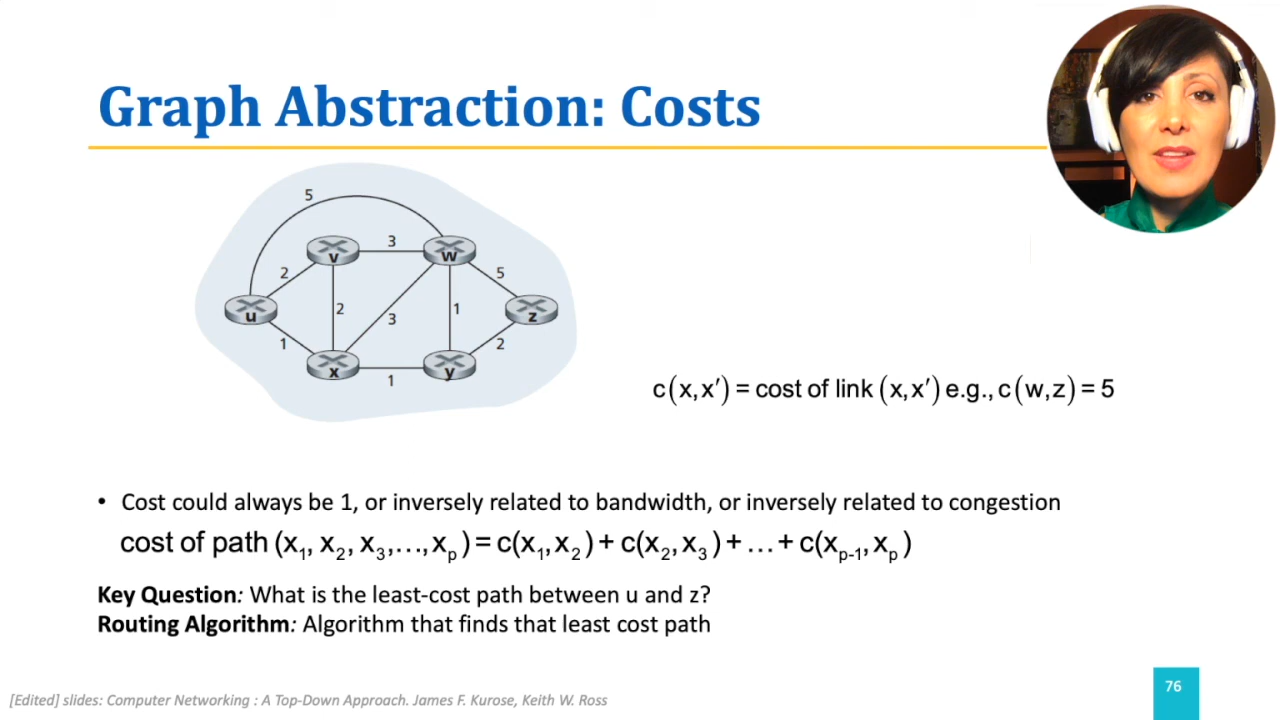 Graph Abstraction: Costs
5
v
3
w
2
5
u
2
3
1
z
1
x
1
y
2
c(x,x′) = cost of link (x,x′) e.g., c(w,z) = 5
• Cost could always be 1, or inversely related to bandwidth, or inversely related to congestion
cost of path (x₁, x₂, x₃,…,xₚ) = c(x₁,x₂) + c(x₂,x₃) + … + c(xₚ₋₁,xₚ)
Key Question: What is the least-cost path between u and z?
Routing Algorithm: Algorithm that finds that least cost path
[Edited] slides: Computer Networking : A Top-Down Approach. James F. Kurose, Keith W. Ross
76